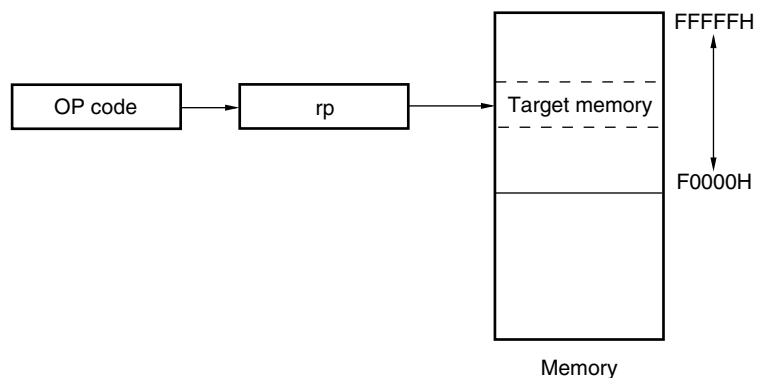 FFFFFH
OP code
rp
Target memory
F0000H
Memory